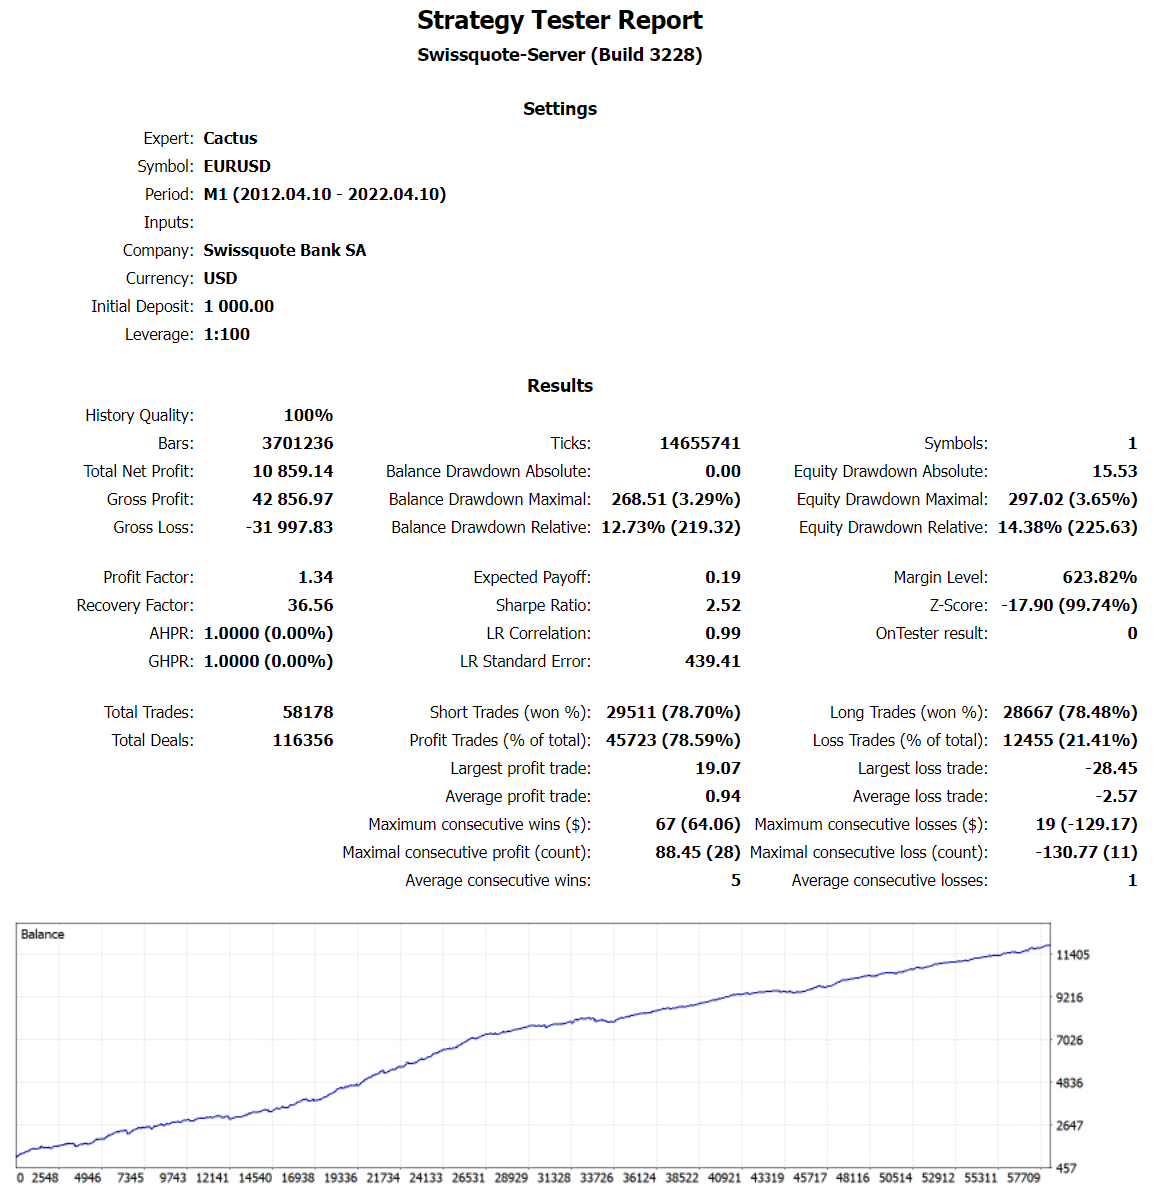 Strategy Tester Report
Swissquote-Server (Build 3228)
Settings
Expert: Cactus
Symbol: EURUSD
Period: M1 (2012.04.10 - 2022.04.10)
Inputs:
Company: Swissquote Bank SA
Currency: USD
Initial Deposit: 1 000.00
Leverage: 1:100
Results
History Quality: 100%
Bars: 3701236 Ticks: 14655741 Symbols: 1
Total Net Profit: 10 859.14 Balance Drawdown Absolute: 0.00 Equity Drawdown Absolute: 15.53
Gross Profit: 42 856.97 Balance Drawdown Maximal: 268.51 (3.29%) Equity Drawdown Maximal: 297.02 (3.65%)
Gross Loss: -31 997.83 Balance Drawdown Relative: 12.73% (219.32) Equity Drawdown Relative: 14.38% (225.63)
Profit Factor: 1.34 Expected Payoff: 0.19 Margin Level: 623.82%
Recovery Factor: 36.56 Sharpe Ratio: 2.52 Z-Score: -17.90 (99.74%)
AHPR: 1.0000 (0.00%) LR Correlation: 0.99 OnTester result: 0
GHPR: 1.0000 (0.00%) LR Standard Error: 439.41
Total Trades: 58178 Short Trades (won %): 29511 (78.70%) Long Trades (won %): 28667 (78.48%)
Total Deals: 116356 Profit Trades (% of total): 45723 (78.59%) Loss Trades (% of total): 12455 (21.41%)
Largest profit trade: 19.07 Largest loss trade: -28.45
Average profit trade: 0.94 Average loss trade: -2.57
Maximum consecutive wins ($): 67 (64.06) Maximum consecutive losses ($): 19 (-129.17)
Maximal consecutive profit (count): 88.45 (28) Maximal consecutive loss (count): -130.77 (11)
Average consecutive wins: 5 Average consecutive losses: 1
Balance
11405
9216
7026
4836
2647
457
0 2548 4946 7345 9743 12141 14540 16938 19336 21734 24133 26531 28929 31328 33726 36124 38522 40921 43319 45717 48116 50514 52912 55311 57709